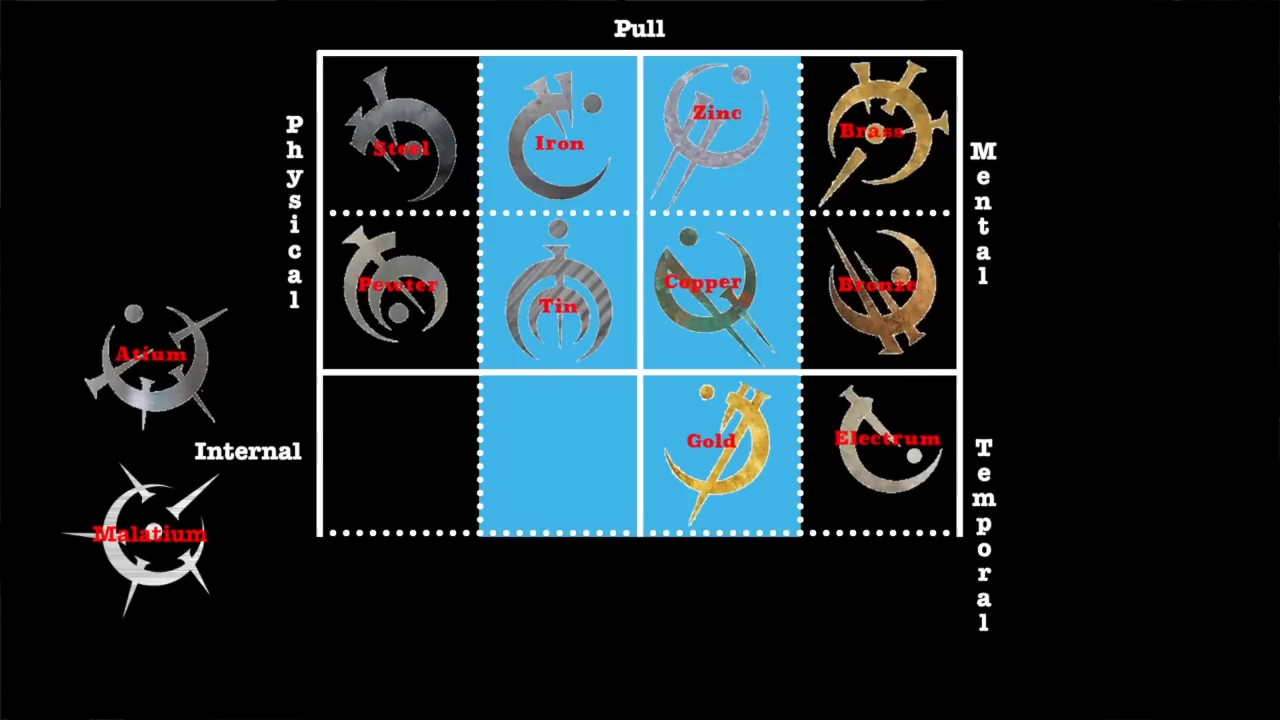 Pull
Physical
Mental
Steel
Iron
Zinc
Brass
Pewter
Tin
Copper
Bronze
Atium
Internal
Gold
Electrum
Temporal
Malatium